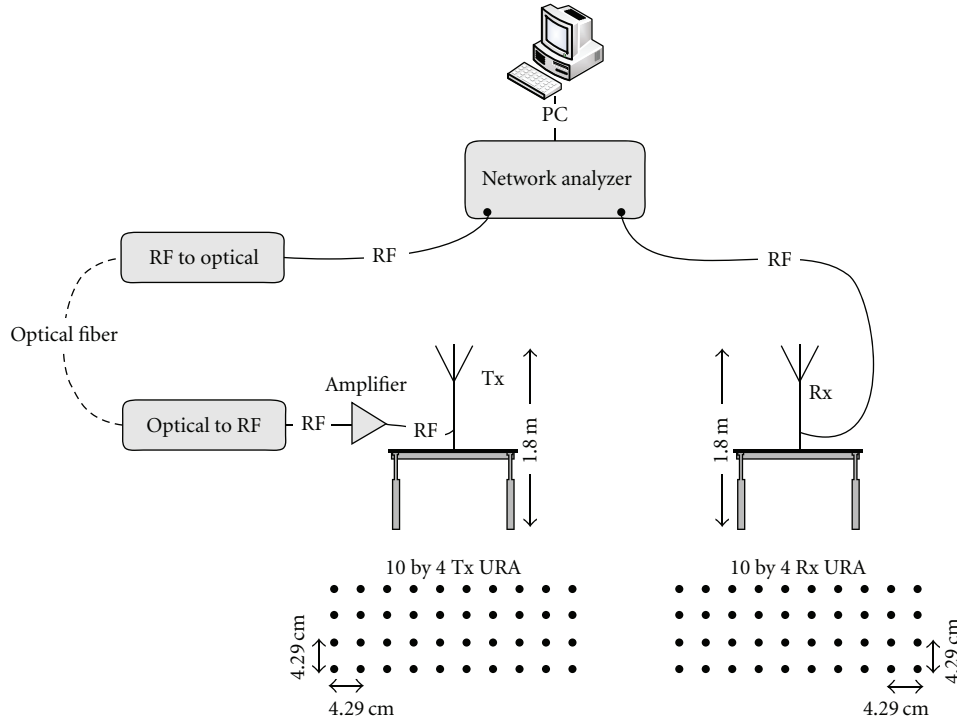 PC
Network analyzer
RF to optical
RF
RF
Optical fiber
Amplifier
Tx
Rx
Optical to RF
RF
RF
1.8 m
1.8 m
10 by 4 Tx URA
10 by 4 Rx URA
4.29 cm
4.29 cm
4.29 cm
4.29 cm